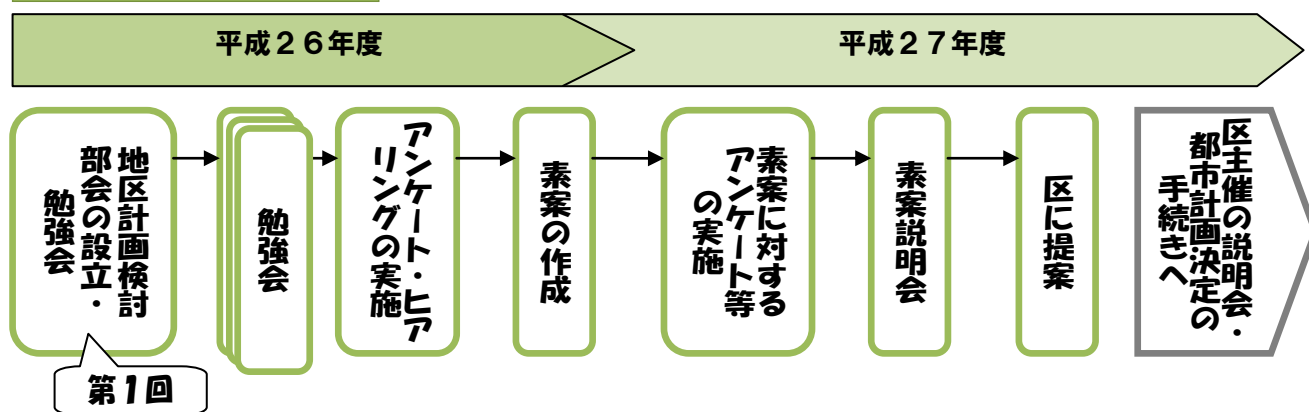 平成２６年度
平成２７年度
地区計画検討
部会の設立・
勉強会
勉強会
アンケート・ヒア
リングの実施
素案の作成
素案に対する
アンケート等
の実施
素案説明会
区に提案
区主催の説明会・
都市計画決定の
手続きへ
第１回